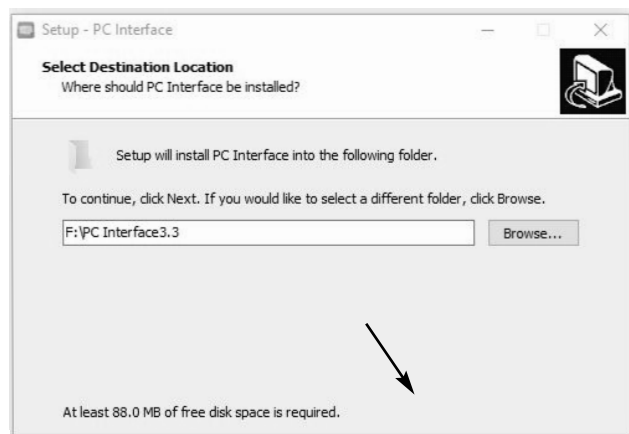 Setup - PC Interface
Select Destination Location
Where should PC Interface be installed?
Setup will install PC Interface into the following folder.
To continue, click Next. If you would like to select a different folder, click Browse.
F:\PC Interface3.3
Browse...
At least 88.0 MB of free disk space is required.